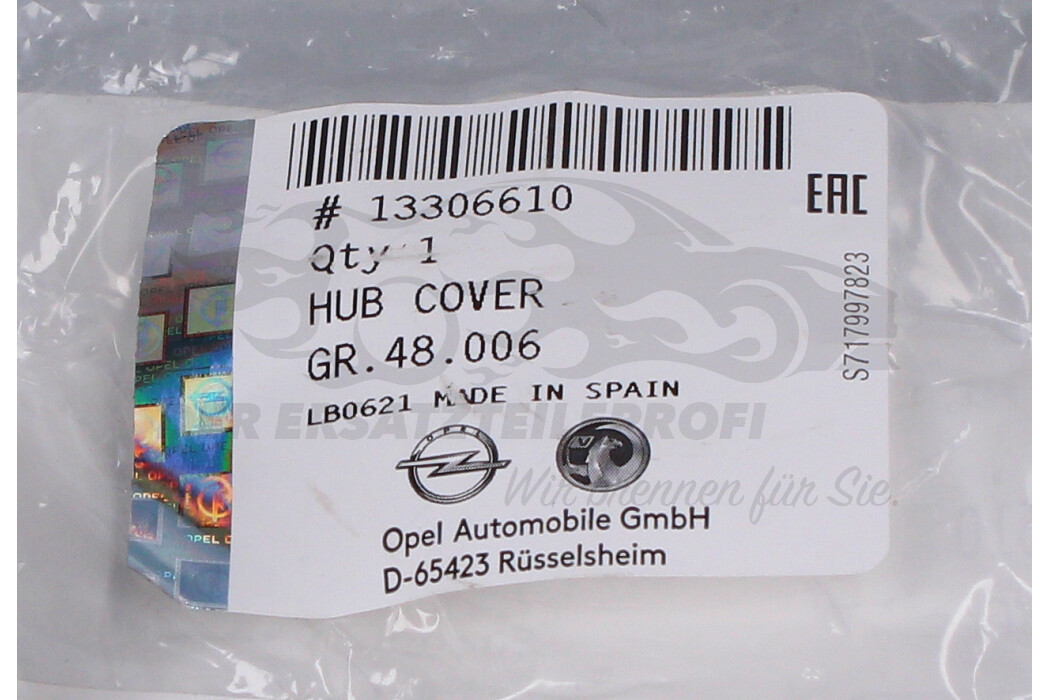 # 13306610
Qty 1
HUB COVER
GR.48.006
LB0621 MADE IN SPAIN
EAC
S717997823
OPEL
Opel Automobile GmbH
D-65423 Rüsselsheim
ERSATZTEILEPROFI
Wir brennen für Sie.